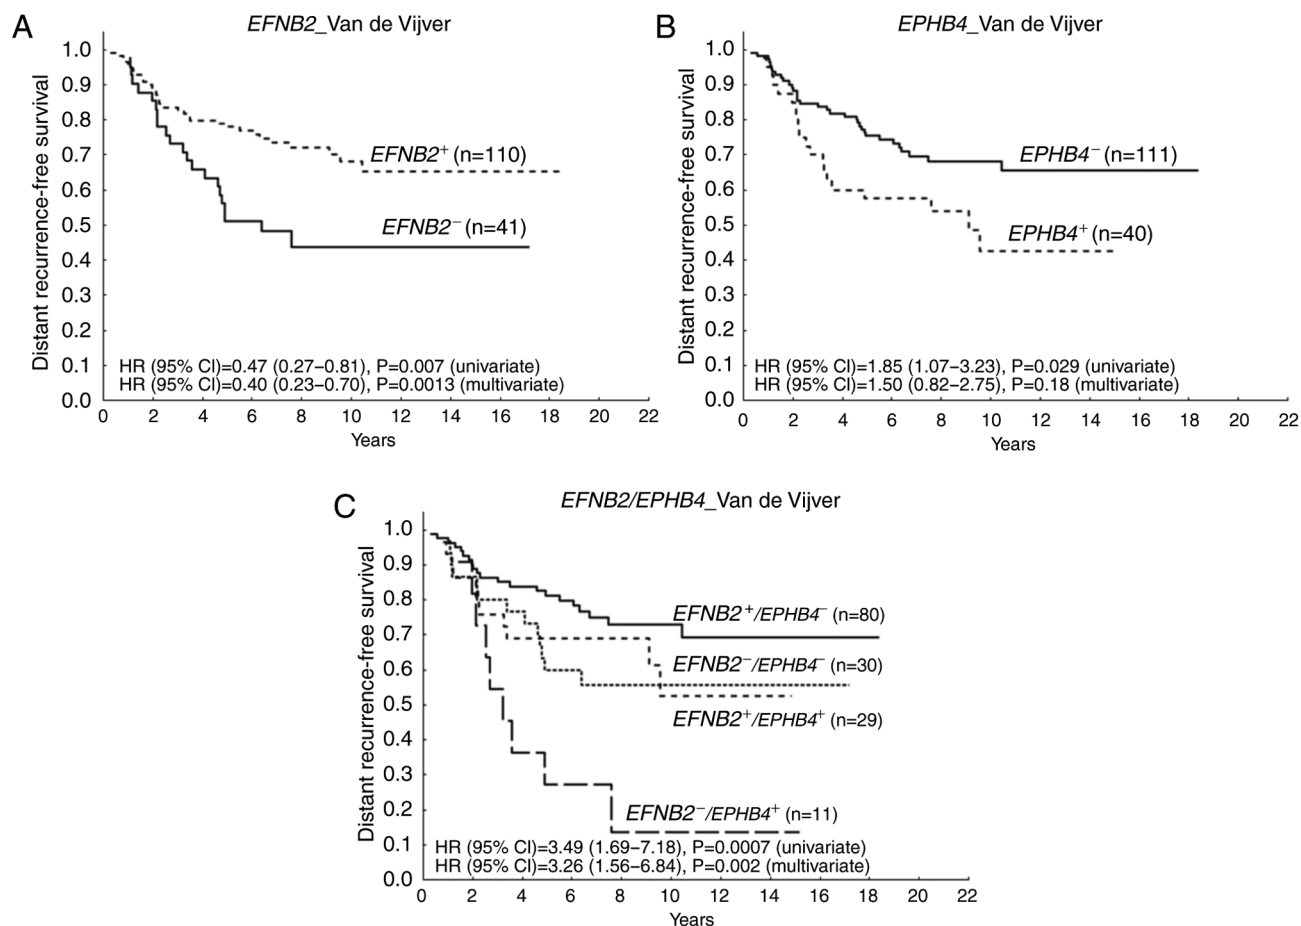 A
EFNB2_Van de Vijver
Distant recurrence-free survival
1.0
0.9
0.8
0.7
0.6
0.5
0.4
0.3
0.2
0.1
0.0
EFNB2⁺ (n=110)
EFNB2⁻ (n=41)
HR (95% CI)=0.47 (0.27–0.81), P=0.007 (univariate)
HR (95% CI)=0.40 (0.23–0.70), P=0.0013 (multivariate)
0 2 4 6 8 10 12 14 16 18 20 22
Years
B
EPHB4_Van de Vijver
Distant recurrence-free survival
1.0
0.9
0.8
0.7
0.6
0.5
0.4
0.3
0.2
0.1
0.0
EPHB4⁻ (n=111)
EPHB4⁺ (n=40)
HR (95% CI)=1.85 (1.07–3.23), P=0.029 (univariate)
HR (95% CI)=1.50 (0.82–2.75), P=0.18 (multivariate)
0 2 4 6 8 10 12 14 16 18 20 22
Years
C
EFNB2/EPHB4_Van de Vijver
Distant recurrence-free survival
1.0
0.9
0.8
0.7
0.6
0.5
0.4
0.3
0.2
0.1
0.0
EFNB2⁺/EPHB4⁻ (n=80)
EFNB2⁻/EPHB4⁻ (n=30)
EFNB2⁺/EPHB4⁺ (n=29)
EFNB2⁻/EPHB4⁺ (n=11)
HR (95% CI)=3.49 (1.69–7.18), P=0.0007 (univariate)
HR (95% CI)=3.26 (1.56–6.84), P=0.002 (multivariate)
0 2 4 6 8 10 12 14 16 18 20 22
Years